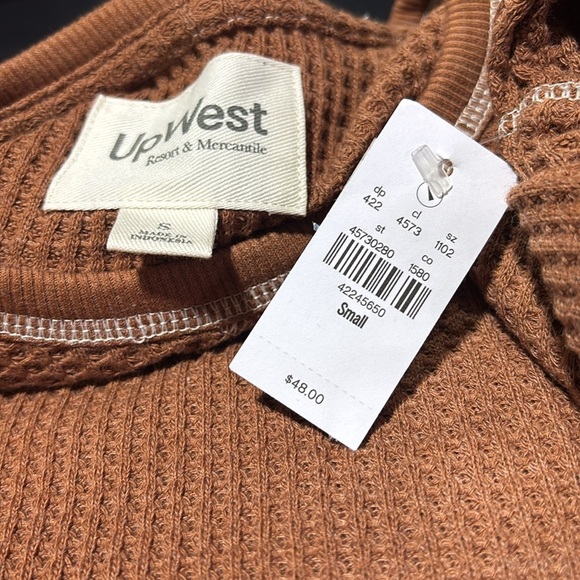 UpWest
Resort & Mercantile
S
MADE IN
INDONESIA
dp cl sz
422 4573 1102
st co
45730280 1580
42245650
Small
$48.00